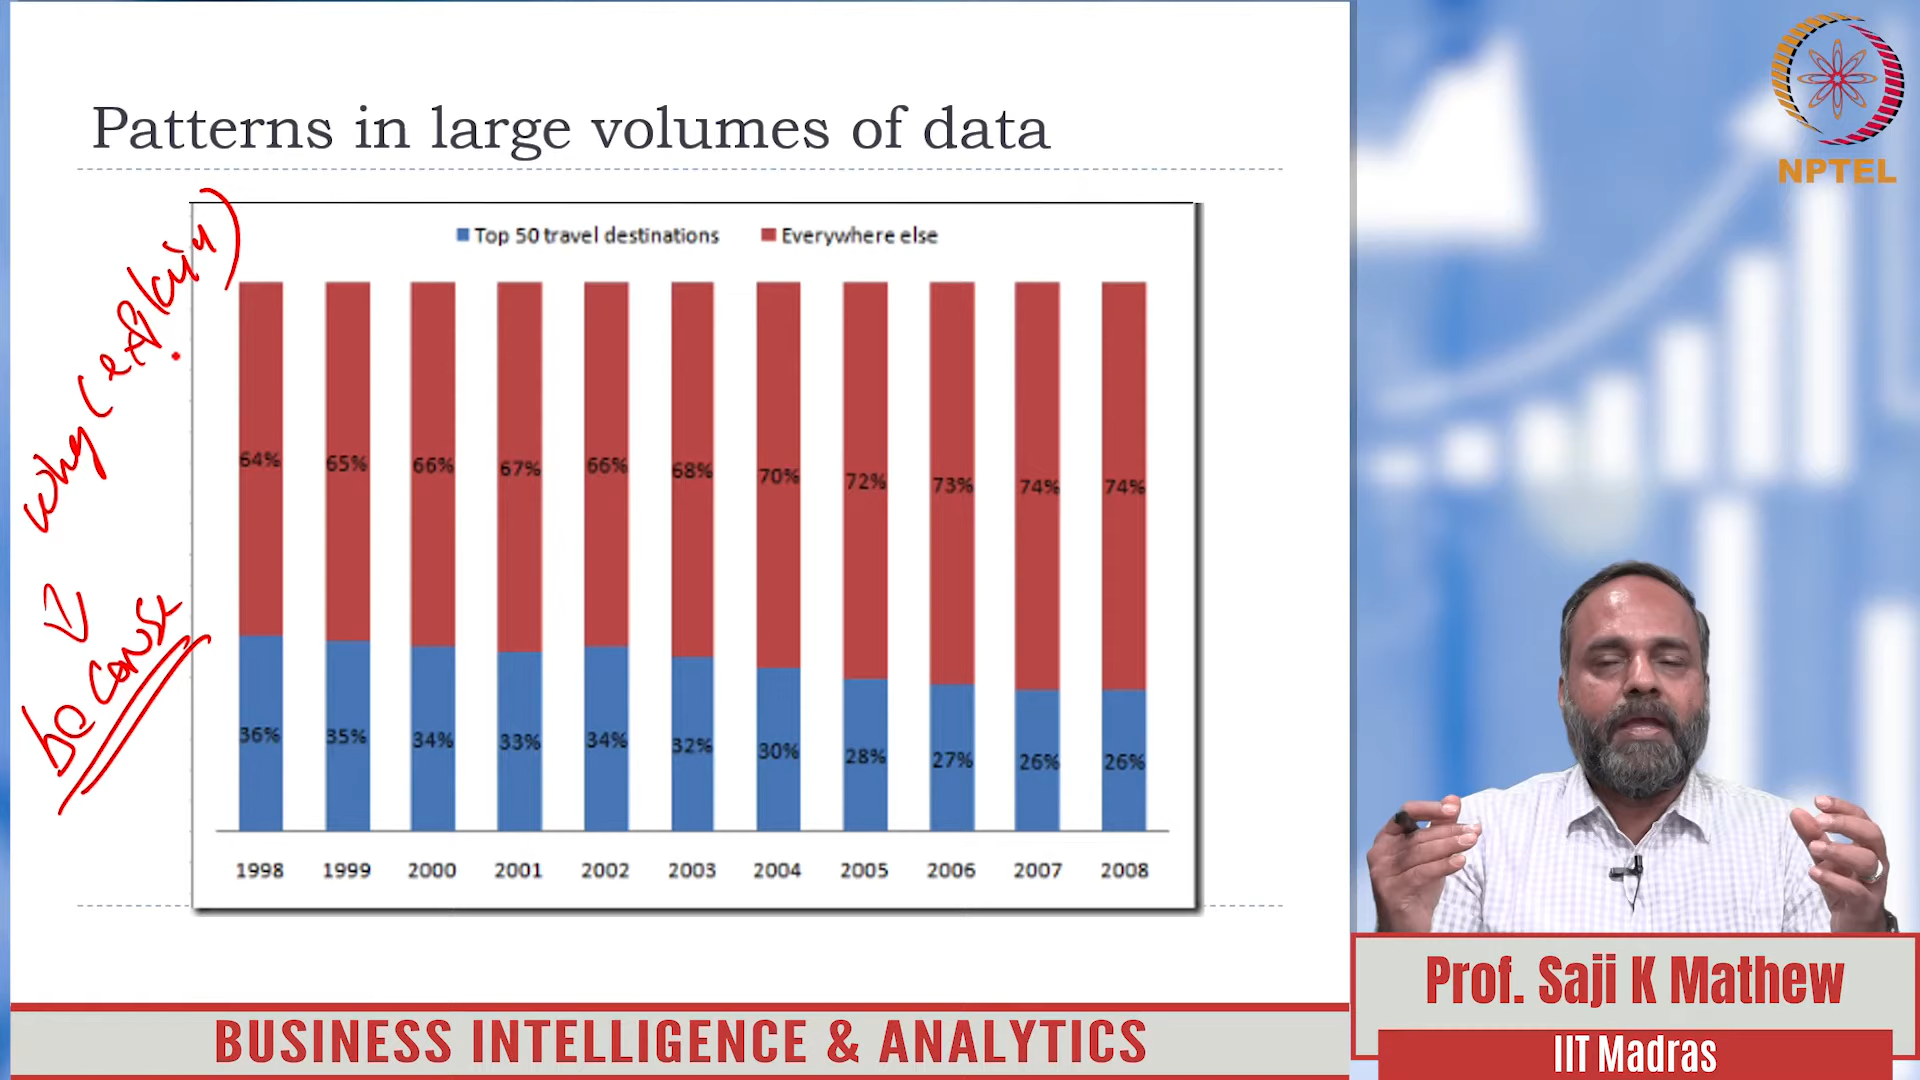 Patterns in large volumes of data
NPTEL
Top 50 travel destinations Everywhere else
why (explain)
because
64% 65% 66% 67% 66% 68% 70% 72% 73% 74% 74%
36% 35% 34% 33% 34% 32% 30% 28% 27% 26% 26%
1998 1999 2000 2001 2002 2003 2004 2005 2006 2007 2008
Prof. Saji K Mathew
IIT Madras
BUSINESS INTELLIGENCE & ANALYTICS